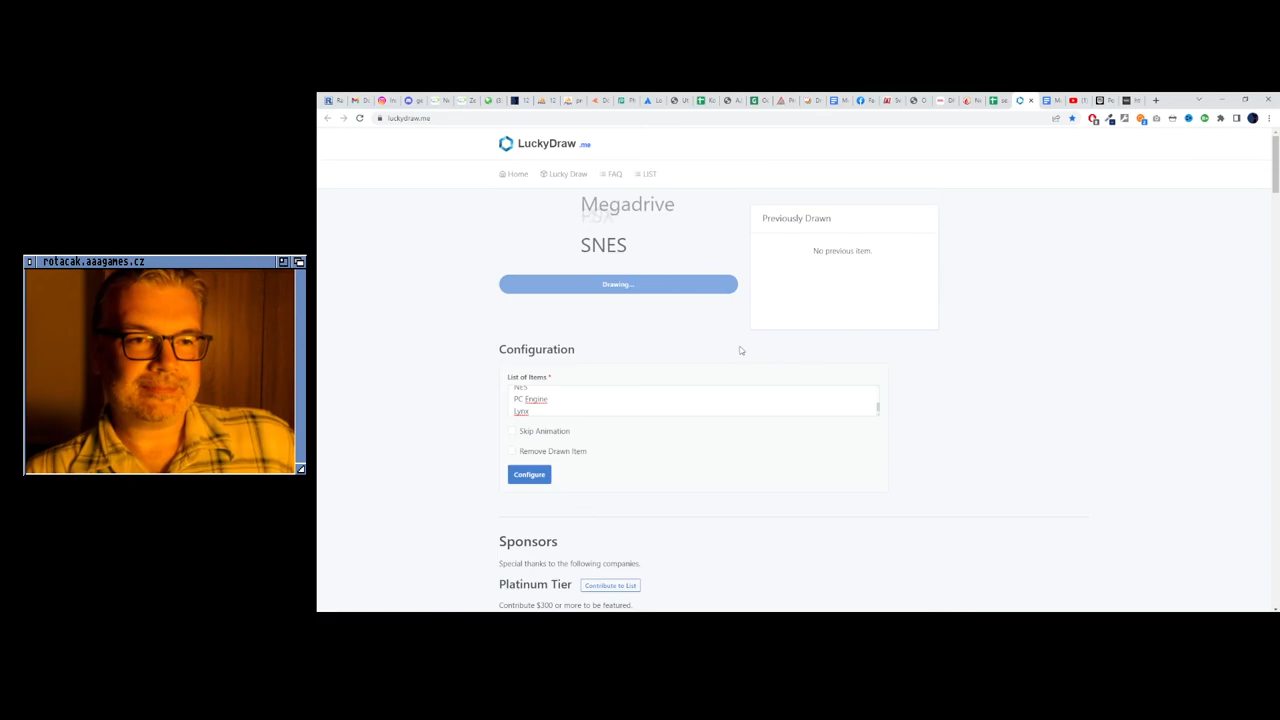 luckydraw.me
LuckyDraw .me
Home
Lucky Draw
FAQ
LIST
Megadrive
SNES
Drawing...
Previously Drawn
No previous item.
rotacak.aaagames.cz
Configuration
List of Items *
NES
PC Engine
Lynx
Skip Animation
Remove Drawn Item
Configure
Sponsors
Special thanks to the following companies.
Platinum Tier
Contribute to List
Contribute $300 or more to be featured.